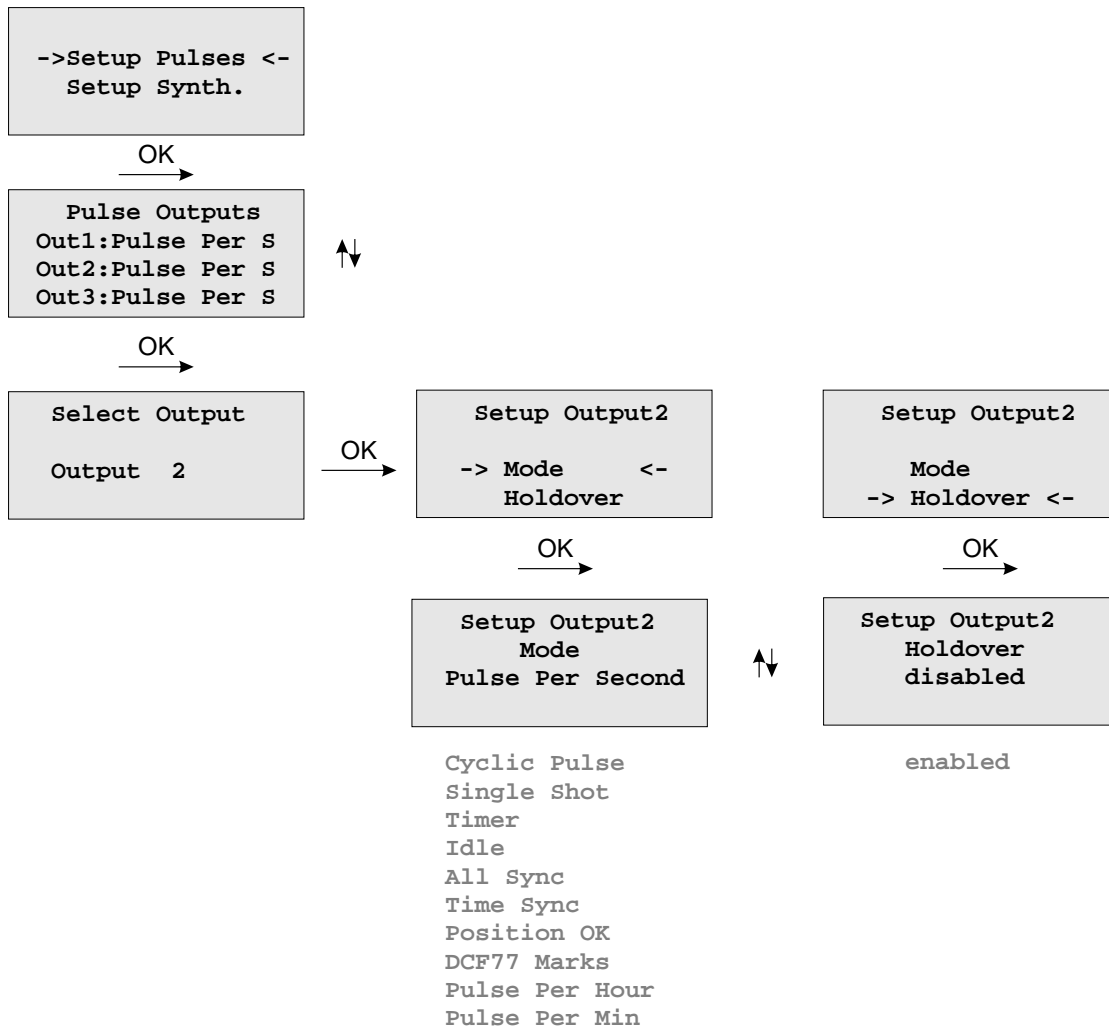 ->Setup Pulses <-
Setup Synth.
OK
Pulse Outputs
Out1:Pulse Per S
Out2:Pulse Per S
Out3:Pulse Per S
OK
Select Output
Output 2
OK
Setup Output2
-> Mode <-
Holdover
OK
Setup Output2
Mode
Pulse Per Second
Cyclic Pulse
Single Shot
Timer
Idle
All Sync
Time Sync
Position OK
DCF77 Marks
Pulse Per Hour
Pulse Per Min
Setup Output2
Mode
-> Holdover <-
OK
Setup Output2
Holdover
disabled
enabled